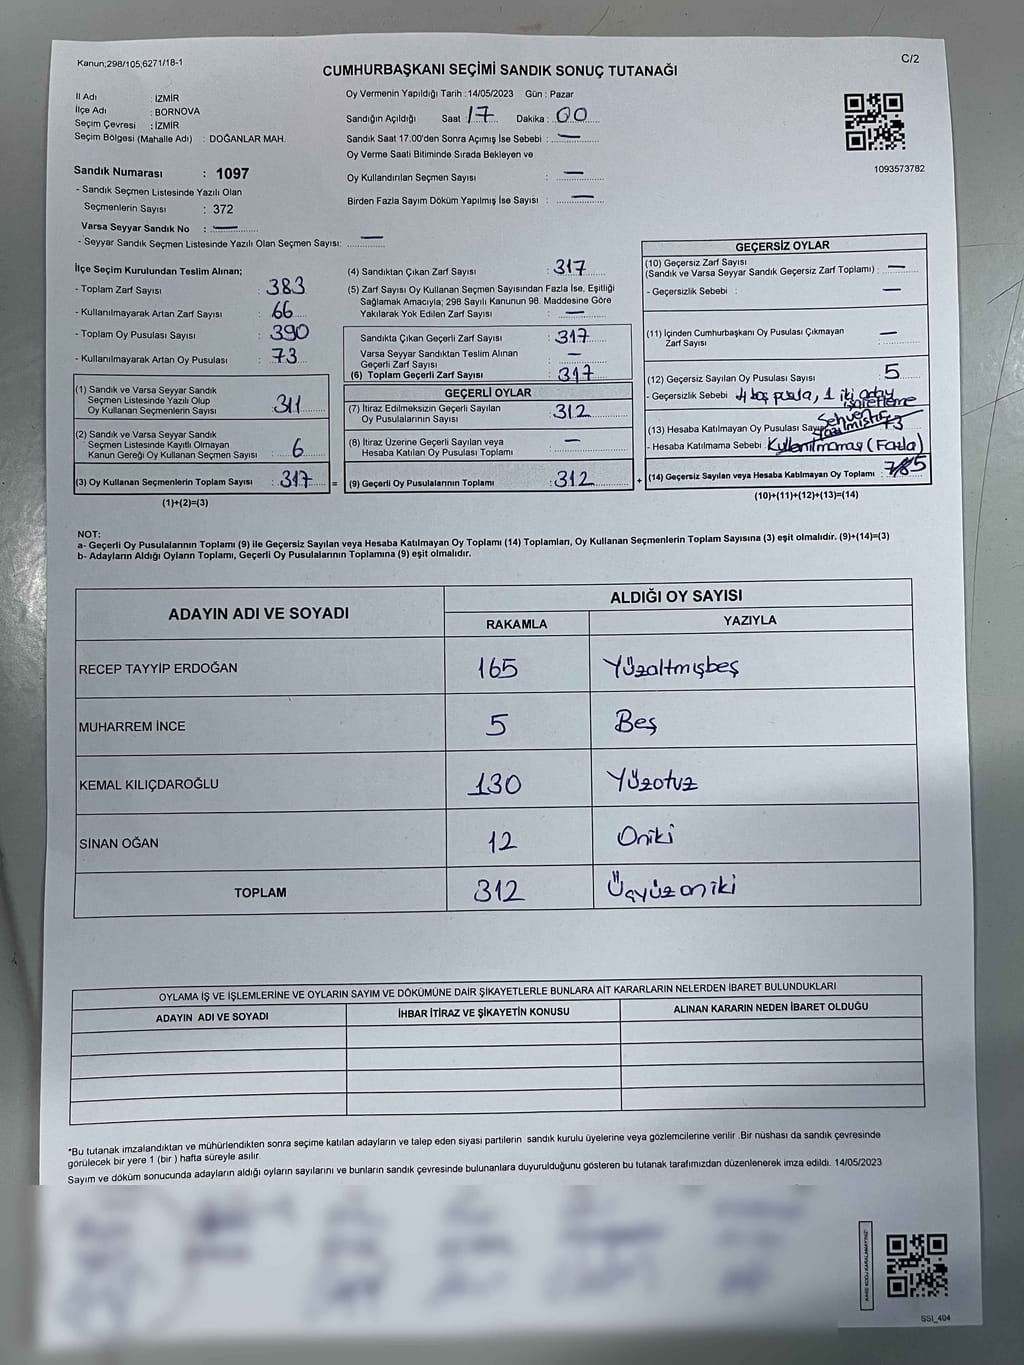 Kanun;298/105;6271/18-1
C/2
CUMHURBAŞKANI SEÇİMİ SANDIK SONUÇ TUTANAĞI
İl Adı : İZMİR
İlçe Adı : BORNOVA
Seçim Çevresi : İZMİR
Seçim Bölgesi (Mahalle Adı) : DOĞANLAR MAH.
Oy Vermenin Yapıldığı Tarih : 14/05/2023 Gün : Pazar
Sandığın Açıldığı Saat 17 Dakika : 00
Sandık Saat 17:00'den Sonra Açımış İse Sebebi : —
Oy Verme Saati Bitiminde Sırada Bekleyen ve
Oy Kullandırılan Seçmen Sayısı : —
Birden Fazla Sayım Döküm Yapılmış İse Sayısı : —
1093573782
Sandık Numarası : 1097
- Sandık Seçmen Listesinde Yazılı Olan
Seçmenlerin Sayısı : 372
Varsa Seyyar Sandık No : —
- Seyyar Sandık Seçmen Listesinde Yazılı Olan Seçmen Sayısı: —
İlçe Seçim Kurulundan Teslim Alınan;
- Toplam Zarf Sayısı : 383
- Kullanılmayarak Artan Zarf Sayısı : 66
- Toplam Oy Pusulası Sayısı : 390
- Kullanılmayarak Artan Oy Pusulası : 73
(1) Sandık ve Varsa Seyyar Sandık
Seçmen Listesinde Yazılı Olup
Oy Kullanan Seçmenlerin Sayısı : 311
(2) Sandık ve Varsa Seyyar Sandık
Seçmen Listesinde Kayıtlı Olmayan
Kanun Gereği Oy Kullanan Seçmen Sayısı : 6
(3) Oy Kullanan Seçmenlerin Toplam Sayısı : 317 =
(1)+(2)=(3)
(4) Sandıktan Çıkan Zarf Sayısı : 317
(5) Zarf Sayısı Oy Kullanan Seçmen Sayısından Fazla İse, Eşitliği
Sağlamak Amacıyla; 298 Sayılı Kanunun 98. Maddesine Göre
Yakılarak Yok Edilen Zarf Sayısı : —
Sandıkta Çıkan Geçerli Zarf Sayısı : 317
Varsa Seyyar Sandıktan Teslim Alınan
Geçerli Zarf Sayısı : —
(6) Toplam Geçerli Zarf Sayısı : 317
GEÇERLİ OYLAR
(7) İtiraz Edilmeksizin Geçerli Sayılan
Oy Pusulalarının Sayısı : 312
(8) İtiraz Üzerine Geçerli Sayılan veya
Hesaba Katılan Oy Pusulası Toplamı : —
(9) Geçerli Oy Pusulalarının Toplamı : 312 +
GEÇERSİZ OYLAR
(10) Geçersiz Zarf Sayısı
(Sandık ve Varsa Seyyar Sandık Geçersiz Zarf Toplamı) : —
- Geçersizlik Sebebi : —
(11) İçinden Cumhurbaşkanı Oy Pusulası Çıkmayan
Zarf Sayısı : —
(12) Geçersiz Sayılan Oy Pusulası Sayısı : 5
- Geçersizlik Sebebi 4 boş pusula, 1 iki aday
işaretleme
Sehven
yazılmıştır
(13) Hesaba Katılmayan Oy Pusulası Sayısı 73
- Hesaba Katılmama Sebebi Kullanılmaması (Fazla)
(14) Geçersiz Sayılan veya Hesaba Katılmayan Oy Toplamı : 78 5
(10)+(11)+(12)+(13)=(14)
NOT:
a- Geçerli Oy Pusulalarının Toplamı (9) ile Geçersiz Sayılan veya Hesaba Katılmayan Oy Toplamı (14) Toplamları, Oy Kullanan Seçmenlerin Toplam Sayısına (3) eşit olmalıdır. (9)+(14)=(3)
b- Adayların Aldığı Oyların Toplamı, Geçerli Oy Pusulalarının Toplamına (9) eşit olmalıdır.
ADAYIN ADI VE SOYADI
ALDIĞI OY SAYISI
RAKAMLA YAZIYLA
RECEP TAYYİP ERDOĞAN 165 Yüzaltmışbeş
MUHARREM İNCE 5 Beş
KEMAL KILIÇDAROĞLU 130 Yüzotuz
SİNAN OĞAN 12 Oniki
TOPLAM 312 Üçyüzoniki
OYLAMA İŞ VE İŞLEMLERİNE VE OYLARIN SAYIM VE DÖKÜMÜNE DAİR ŞİKAYETLERLE BUNLARA AİT KARARLARIN NELERDEN İBARET BULUNDUKLARI
ADAYIN ADI VE SOYADI İHBAR İTİRAZ VE ŞİKAYETİN KONUSU ALINAN KARARIN NEDEN İBARET OLDUĞU
*Bu tutanak imzalandıktan ve mühürlendikten sonra seçime katılan adayların ve talep eden siyasi partilerin sandık kurulu üyelerine veya gözlemcilerine verilir .Bir nüshası da sandık çevresinde
görülecek bir yere 1 (bir ) hafta süreyle asılır.
Sayım ve döküm sonucunda adayların aldığı oyların sayılarını ve bunların sandık çevresinde bulunanlara duyurulduğunu gösteren bu tutanak tarafımızdan düzenlenerek imza edildi. 14/05/2023
SSI_404